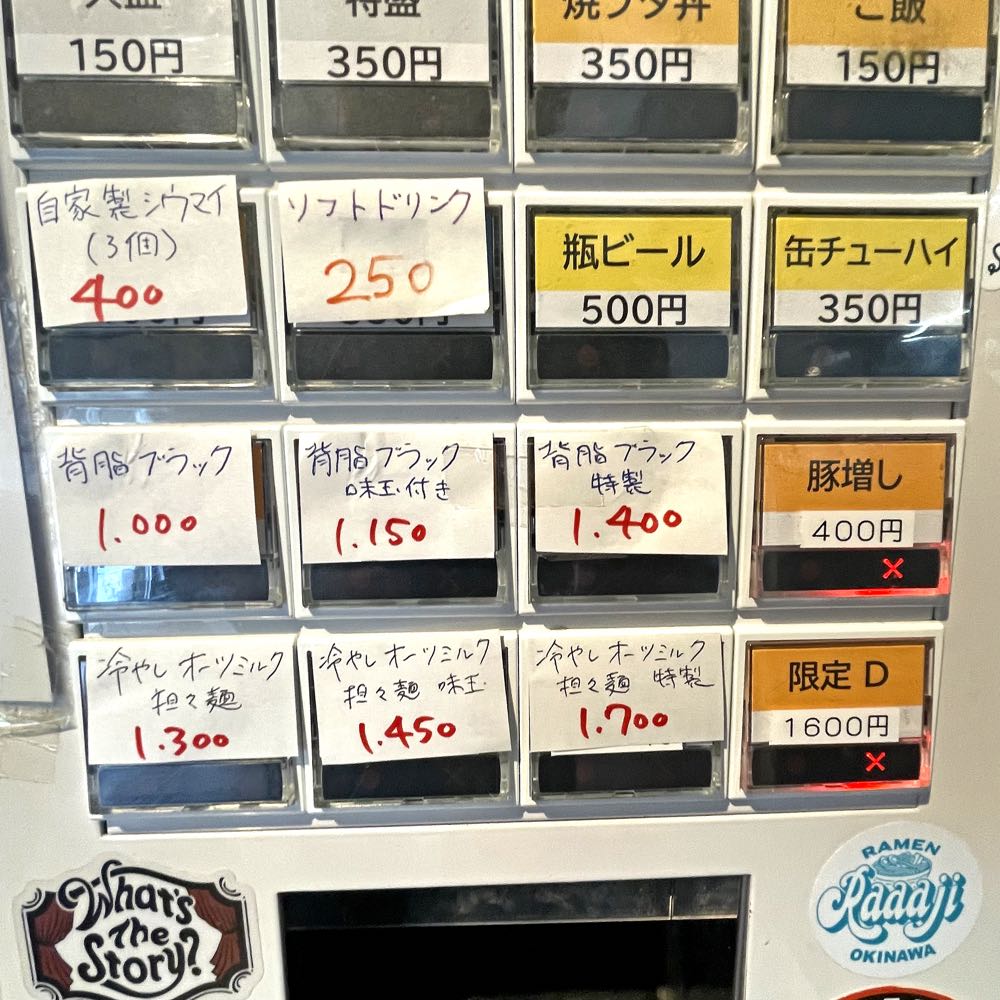 大盛
150円
特盛
350円
焼ブタ丼
350円
ご飯
150円
自家製シウマイ
(3個)
400
ソフトドリンク
250
瓶ビール
500円
缶チューハイ
350円
背脂ブラック
1.000
背脂ブラック
味玉付き
1.150
背脂ブラック
特製
1.400
豚増し
400円
×
冷やしオーツミルク
担々麺
1.300
冷やしオーツミルク
担々麺 味玉
1.450
冷やしオーツミルク
担々麺 特製
1.700
限定 D
1600円
×
What's
The
Story?
RAMEN
Raaaji
OKINAWA